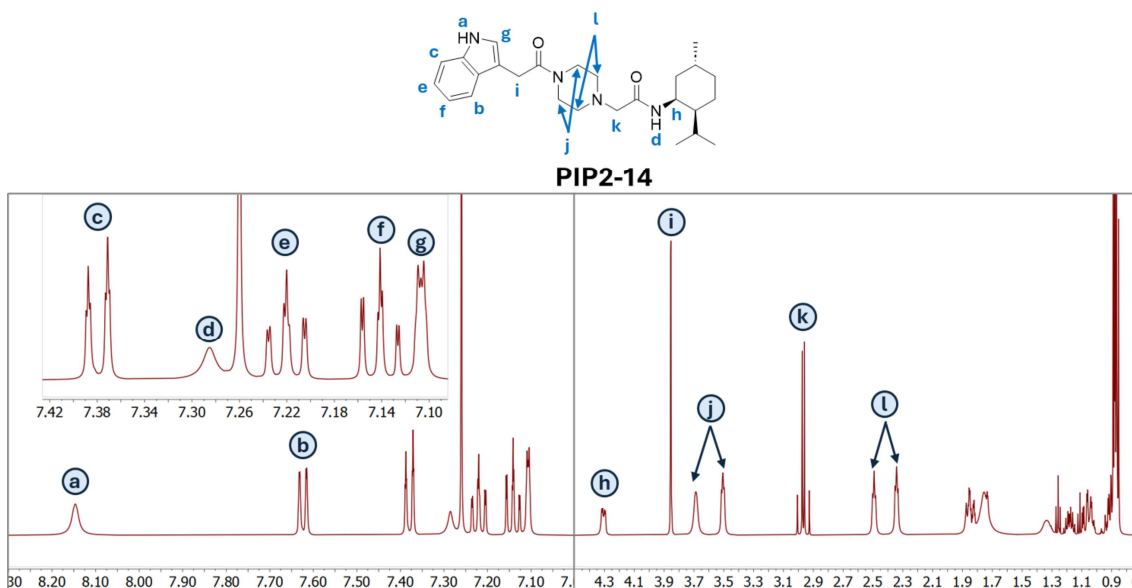 l
a
HN
g
O
c
N
O
e
f
b
i
N
N
H
h
k
d
j
PIP2-14
c
e
f
g
d
7.42 7.38 7.34 7.30 7.26 7.22 7.18 7.14 7.10
a
b
i
k
j
l
h
30 8.20 8.10 8.00 7.90 7.80 7.70 7.60 7.50 7.40 7.30 7.20 7.10 7.
4.3 4.1 3.9 3.7 3.5 3.3 3.1 2.9 2.7 2.5 2.3 2.1 1.9 1.7 1.5 1.3 1.1 0.9